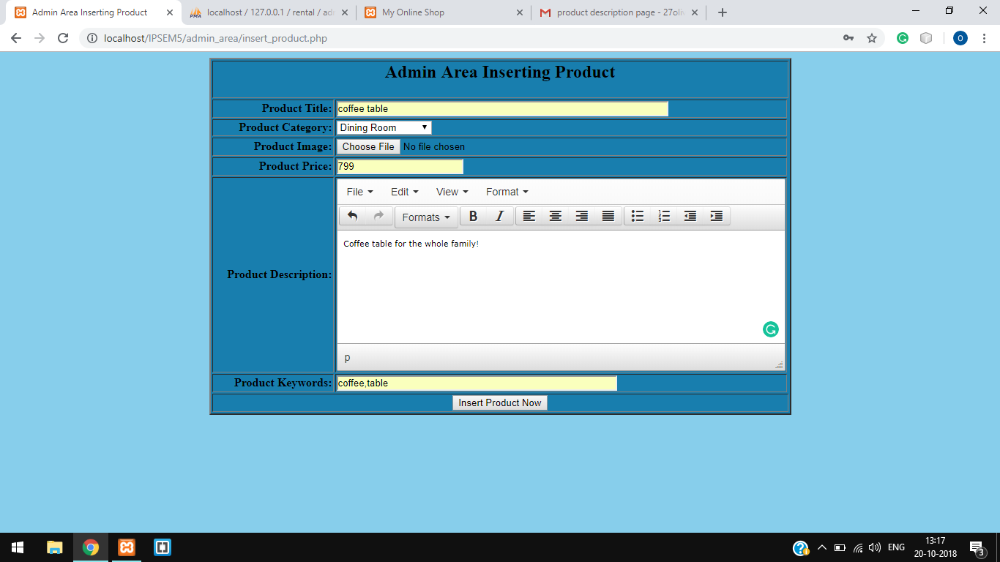 Admin Area Inserting Product
localhost / 127.0.0.1 / rental / ad
My Online Shop
product description page - 27oli
localhost/IPSEM5/admin_area/insert_product.php
O
Admin Area Inserting Product
Product Title: coffee table
Product Category: Dining Room
Product Image: Choose File No file chosen
Product Price: 799
File Edit View Format
Formats B I
Product Description: Coffee table for the whole family!
p
Product Keywords: coffee,table
Insert Product Now
ENG
13:17
20-10-2018
3